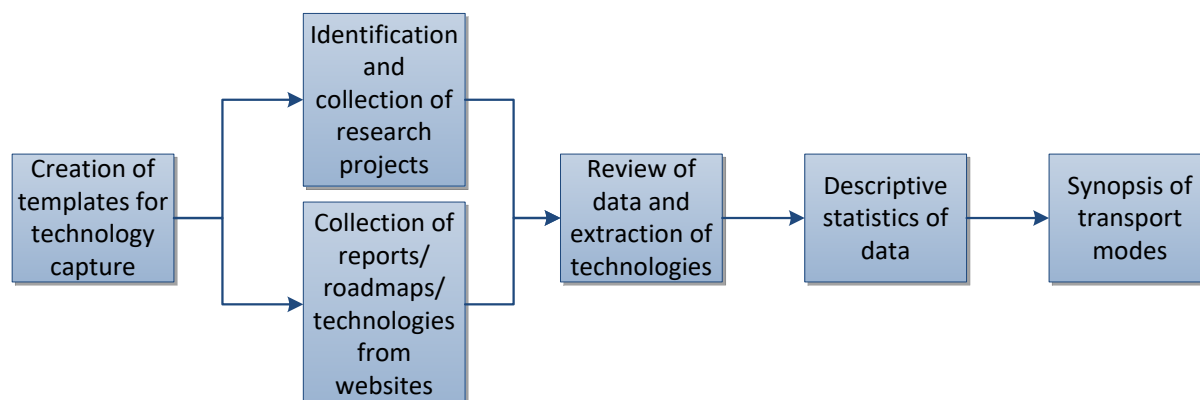 Creation of
templates for
technology
capture
Identification
and
collection of
research
projects
Collection of
reports/
roadmaps/
technologies
from
websites
Review of
data and
extraction of
technologies
Descriptive
statistics of
data
Synopsis of
transport
modes